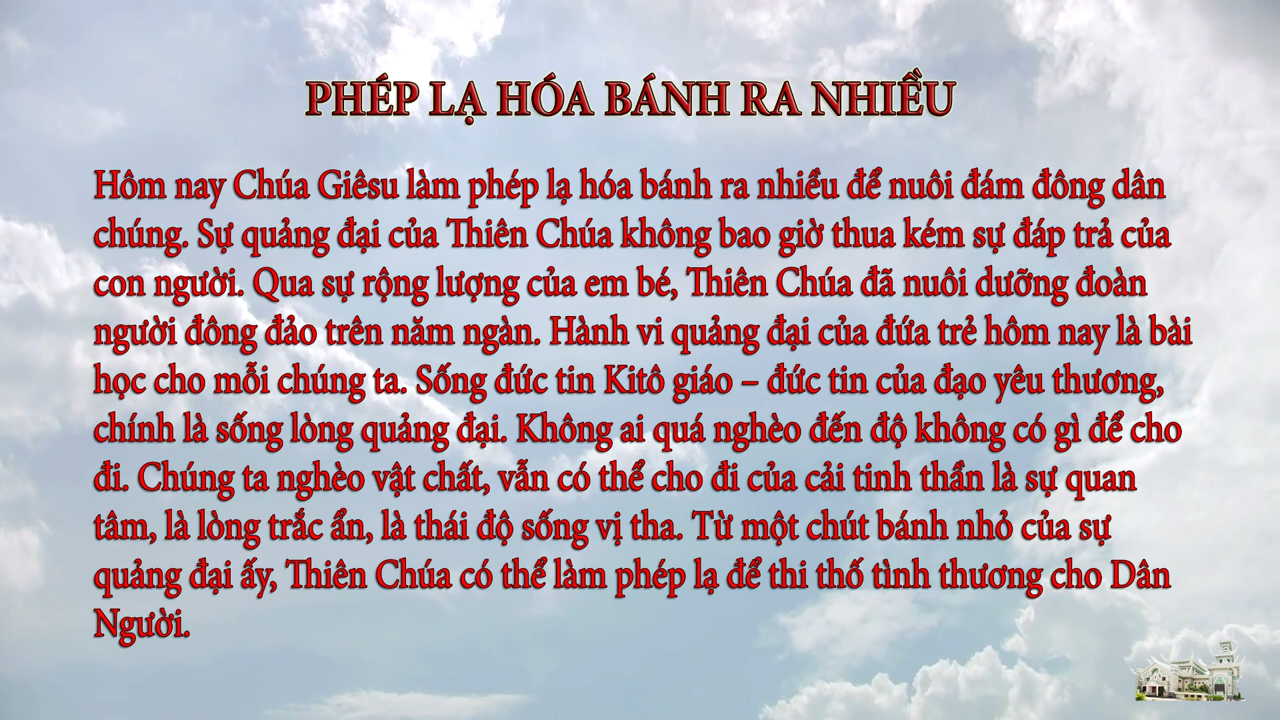 PHÉP LẠ HÓA BÁNH RA NHIỀU
Hôm nay Chúa Giêsu làm phép lạ hóa bánh ra nhiều để nuôi đám đông dân
chúng. Sự quảng đại của Thiên Chúa không bao giờ thua kém sự đáp trả của
con người. Qua sự rộng lượng của em bé, Thiên Chúa đã nuôi dưỡng đoàn
người đông đảo trên năm ngàn. Hành vi quảng đại của đứa trẻ hôm nay là bài
học cho mỗi chúng ta. Sống đức tin Kitô giáo – đức tin của đạo yêu thương,
chính là sống lòng quảng đại. Không ai quá nghèo đến độ không có gì để cho
đi. Chúng ta nghèo vật chất, vẫn có thể cho đi của cải tinh thần là sự quan
tâm, là lòng trắc ẩn, là thái độ sống vị tha. Từ một chút bánh nhỏ của sự
quảng đại ấy, Thiên Chúa có thể làm phép lạ để thi thố tình thương cho Dân
Người.